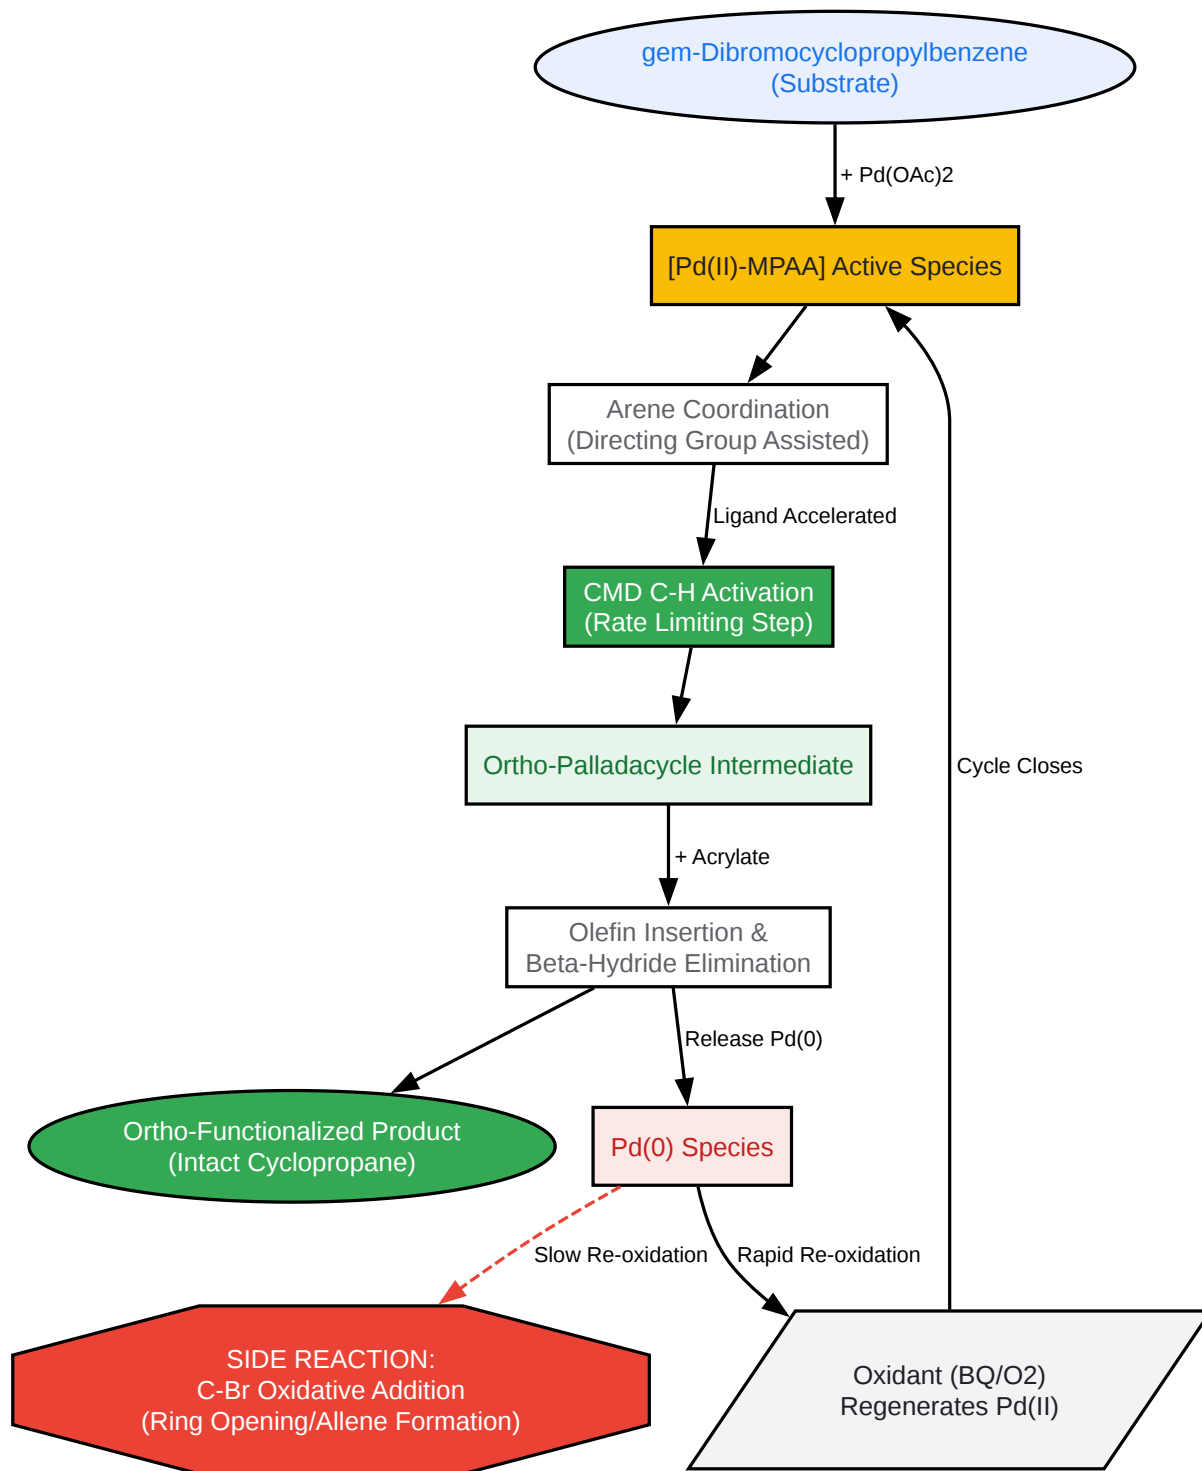 gem-Dibromocyclopropylbenzene
(Substrate)
+ Pd(OAc)2
[Pd(II)-MPAA] Active Species
Arene Coordination
(Directing Group Assisted)
Ligand Accelerated
CMD C-H Activation
(Rate Limiting Step)
Ortho-Palladacycle Intermediate
Cycle Closes
+ Acrylate
Olefin Insertion &
Beta-Hydride Elimination
Release Pd(0)
Ortho-Functionalized Product
(Intact Cyclopropane)
Pd(0) Species
Slow Re-oxidation
Rapid Re-oxidation
SIDE REACTION:
C-Br Oxidative Addition
(Ring Opening/Allene Formation)
Oxidant (BQ/O2)
Regenerates Pd(II)